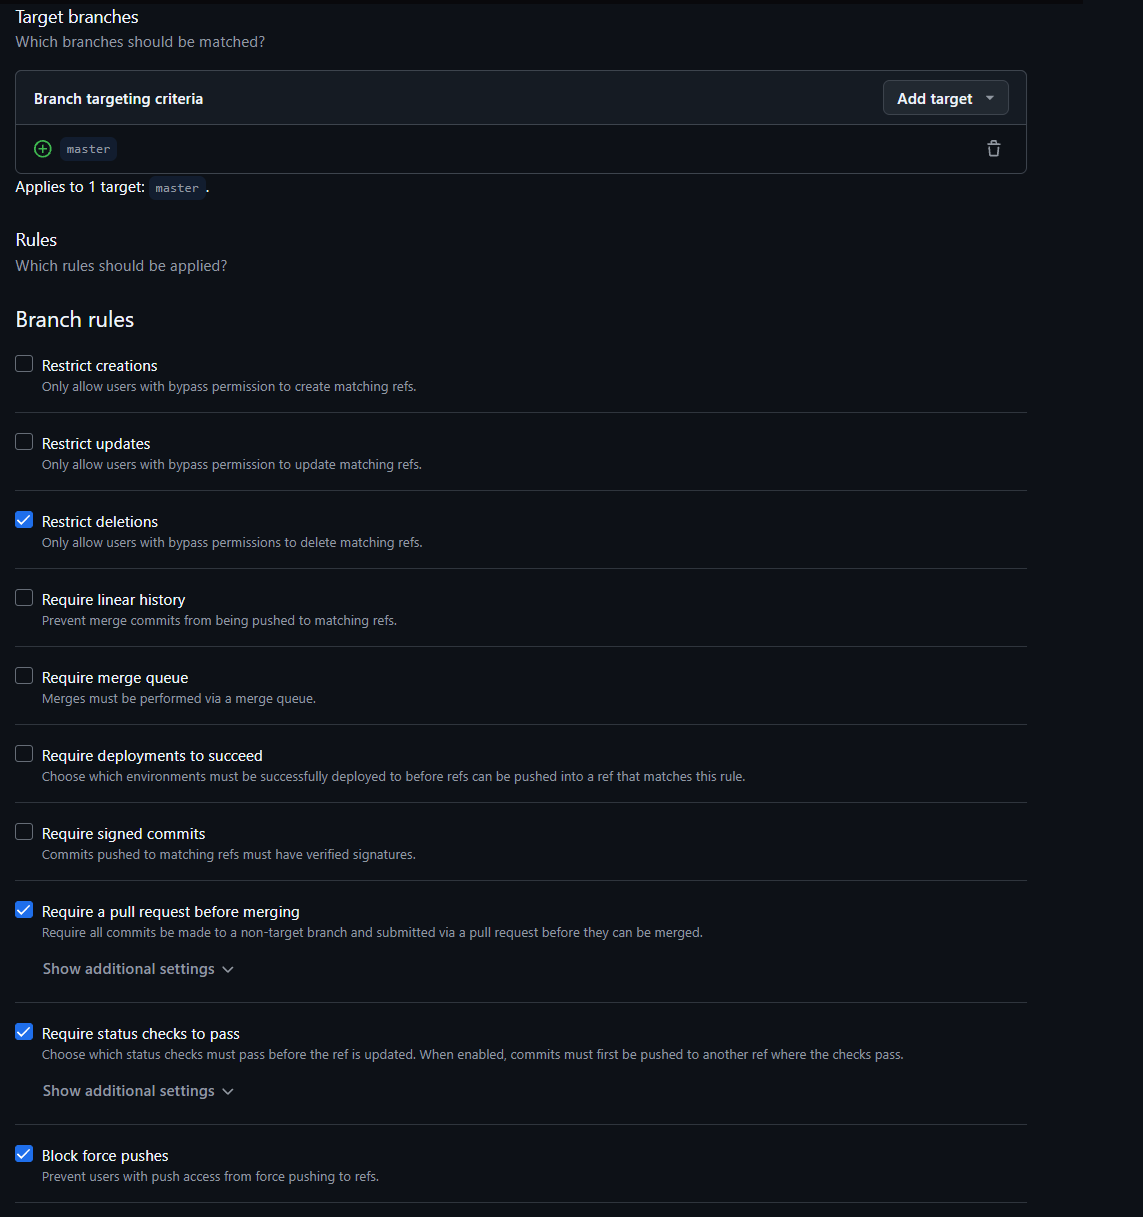 Target branches
Which branches should be matched?
Branch targeting criteria
Add target
master
Applies to 1 target: master .
Rules
Which rules should be applied?
Branch rules
Restrict creations
Only allow users with bypass permission to create matching refs.
Restrict updates
Only allow users with bypass permission to update matching refs.
Restrict deletions
Only allow users with bypass permissions to delete matching refs.
Require linear history
Prevent merge commits from being pushed to matching refs.
Require merge queue
Merges must be performed via a merge queue.
Require deployments to succeed
Choose which environments must be successfully deployed to before refs can be pushed into a ref that matches this rule.
Require signed commits
Commits pushed to matching refs must have verified signatures.
Require a pull request before merging
Require all commits be made to a non-target branch and submitted via a pull request before they can be merged.
Show additional settings
Require status checks to pass
Choose which status checks must pass before the ref is updated. When enabled, commits must first be pushed to another ref where the checks pass.
Show additional settings
Block force pushes
Prevent users with push access from force pushing to refs.